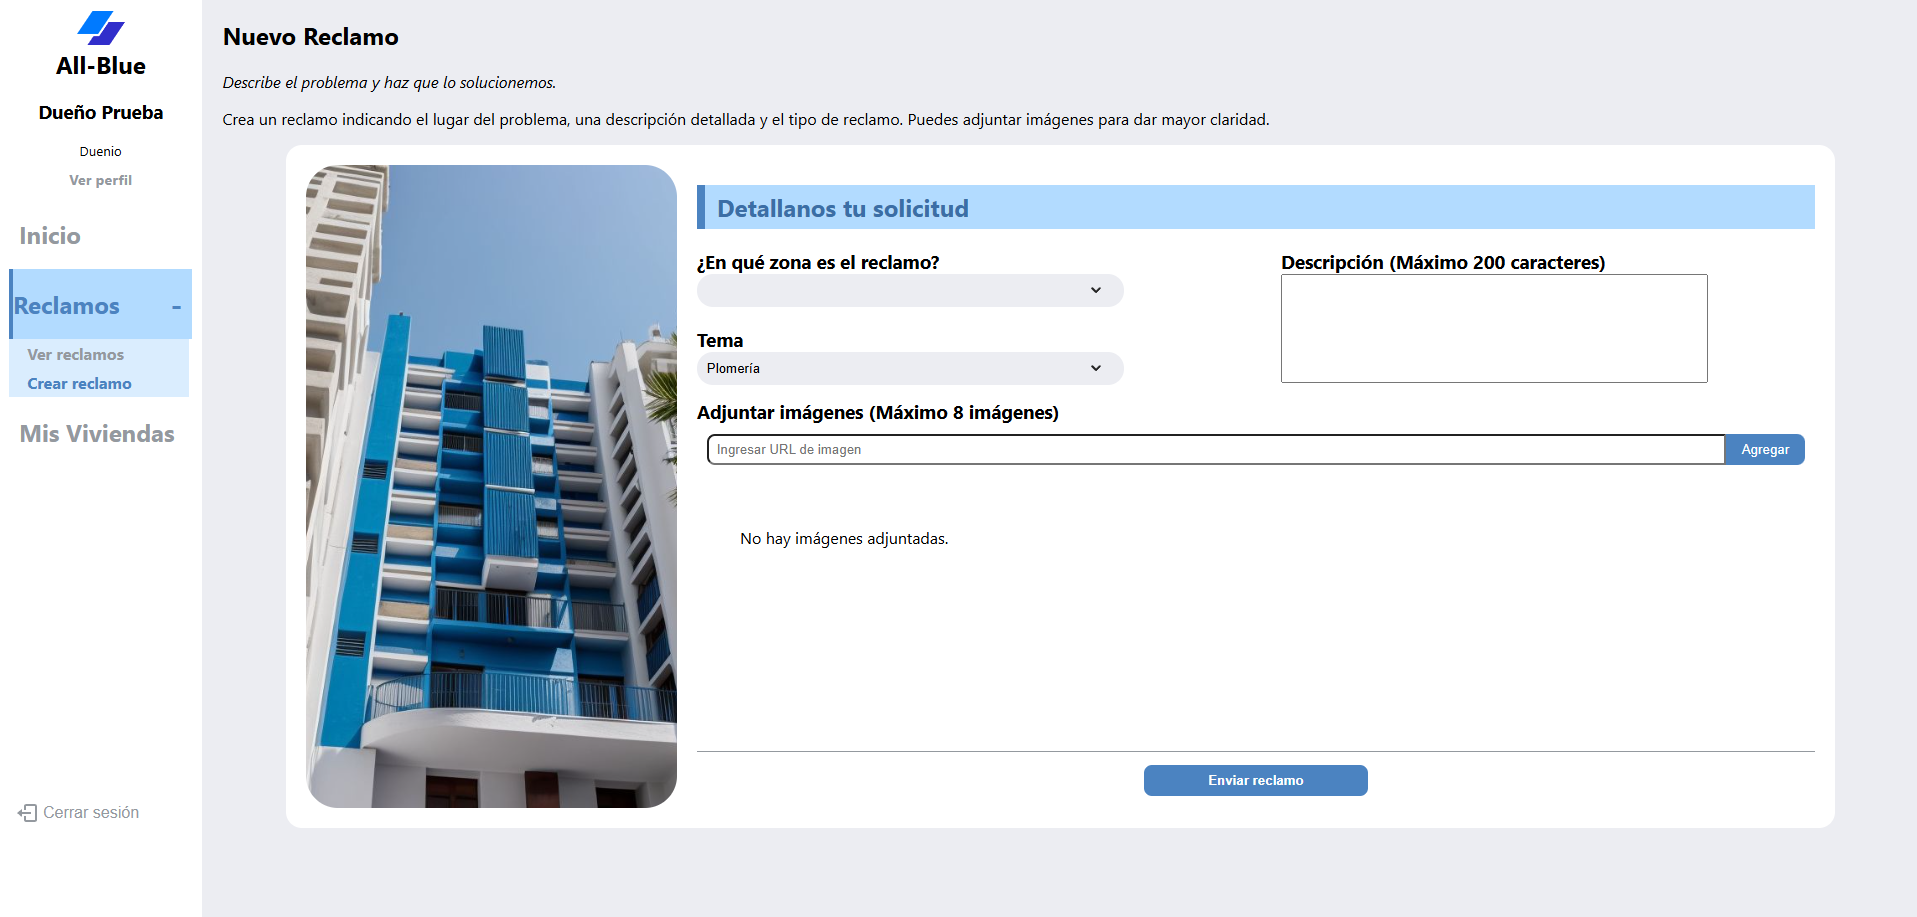 All-Blue
Dueño Prueba
Duenio
Ver perfil
Inicio
Reclamos -
Ver reclamos
Crear reclamo
Mis Viviendas
Cerrar sesión
Nuevo Reclamo
Describe el problema y haz que lo solucionemos.
Crea un reclamo indicando el lugar del problema, una descripción detallada y el tipo de reclamo. Puedes adjuntar imágenes para dar mayor claridad.
Detallanos tu solicitud
¿En qué zona es el reclamo?
Descripción (Máximo 200 caracteres)
Tema
Plomería
Adjuntar imágenes (Máximo 8 imágenes)
Ingresar URL de imagen
Agregar
No hay imágenes adjuntadas.
Enviar reclamo